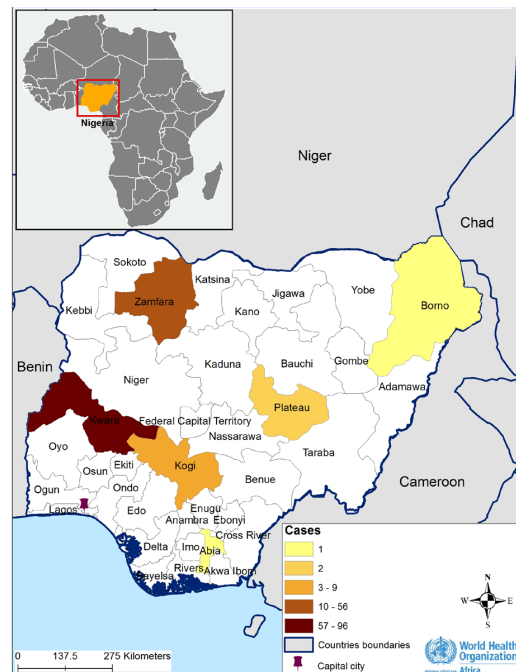 Nigeria
Niger
Chad
Sokoto
Katsina
Jigawa
Yobe
Borno
Zamfara
Kebbi
Kano
Benin
Kaduna
Bauchi
Gombe
Adamawa
Niger
Plateau
Kwara
Federal Capital Territory
Nassarawa
Taraba
Oyo
Kogi
Cameroon
Osun
Ekiti
Benue
Ogun
Ondo
Lagos
Edo
Enugu
Anambra
Ebonyi
Cross River
Delta
Imo
Abia
Rivers
Akwa Ibom
Bayelsa
Cases
1
2
3 - 9
10 - 56
57 - 96
Countries boundaries
Capital city
N
W
E
S
World Health
Organization
Africa
0 137.5 275 Kilometers